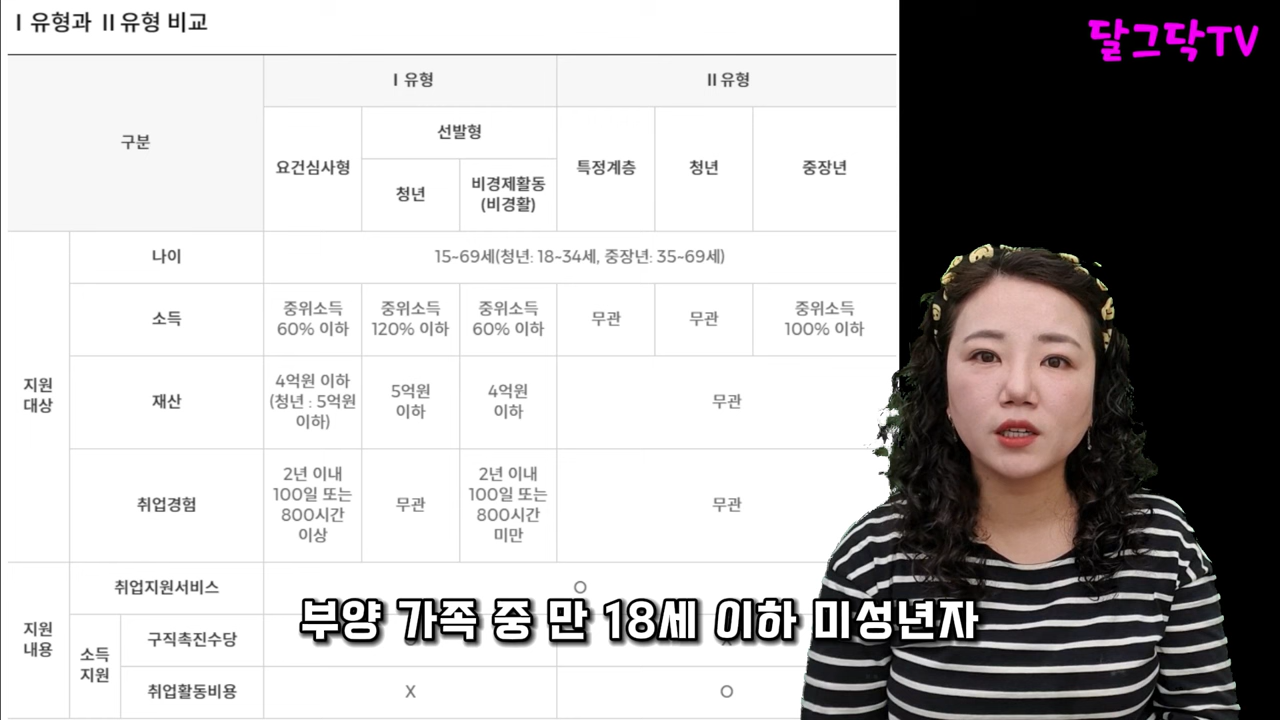 Ⅰ유형과 Ⅱ유형 비교
달그닥TV
구분
Ⅰ유형
Ⅱ유형
요건심사형
선발형
특정계층
청년
중장년
청년
비경제활동
(비경활)
지원
대상
나이
15~69세(청년: 18~34세, 중장년: 35~69세)
소득
중위소득
60% 이하
중위소득
120% 이하
중위소득
60% 이하
무관
무관
중위소득
100% 이하
재산
4억원 이하
(청년 : 5억원
이하)
5억원
이하
4억원
이하
무관
취업경험
2년 이내
100일 또는
800시간
이상
무관
2년 이내
100일 또는
800시간
미만
무관
지원
내용
취업지원서비스
○
부양 가족 중 만 18세 이하 미성년자
소득
지원
구직촉진수당
취업활동비용
X
○